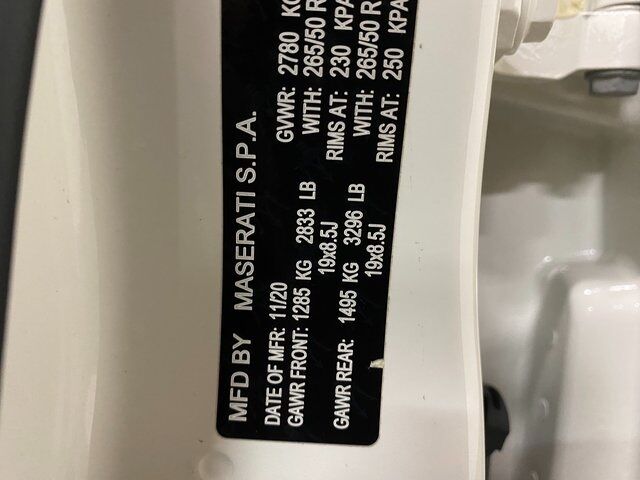 MFD BY MASERATI S.P.A.
DATE OF MFR: 11/20 GVWR: 2780
GAWR FRONT: 1285 KG 2833 LB WITH: 265/50 R
19x8.5J RIMS AT: 230 KPA
GAWR REAR: 1495 KG 3296 LB WITH: 265/50 R
19x8.5J RIMS AT: 250 KPA